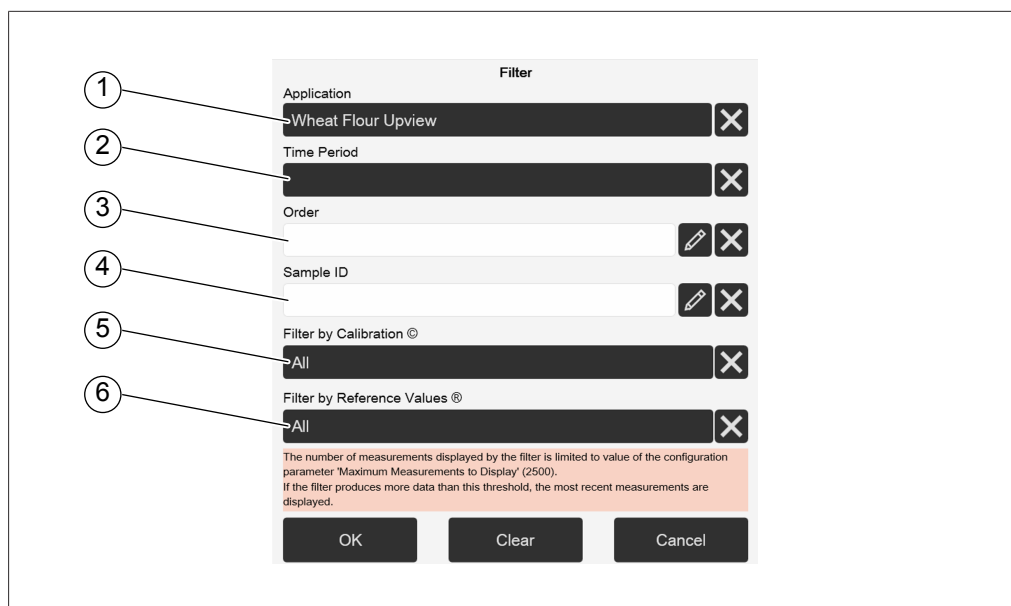 Filter
1
Application
Wheat Flour Upview
2
Time Period
3
Order
4
Sample ID
5
Filter by Calibration ©
All
6
Filter by Reference Values ®
All
The number of measurements displayed by the filter is limited to value of the configuration
parameter 'Maximum Measurements to Display' (2500).
If the filter produces more data than this threshold, the most recent measurements are
displayed.
OK Clear Cancel